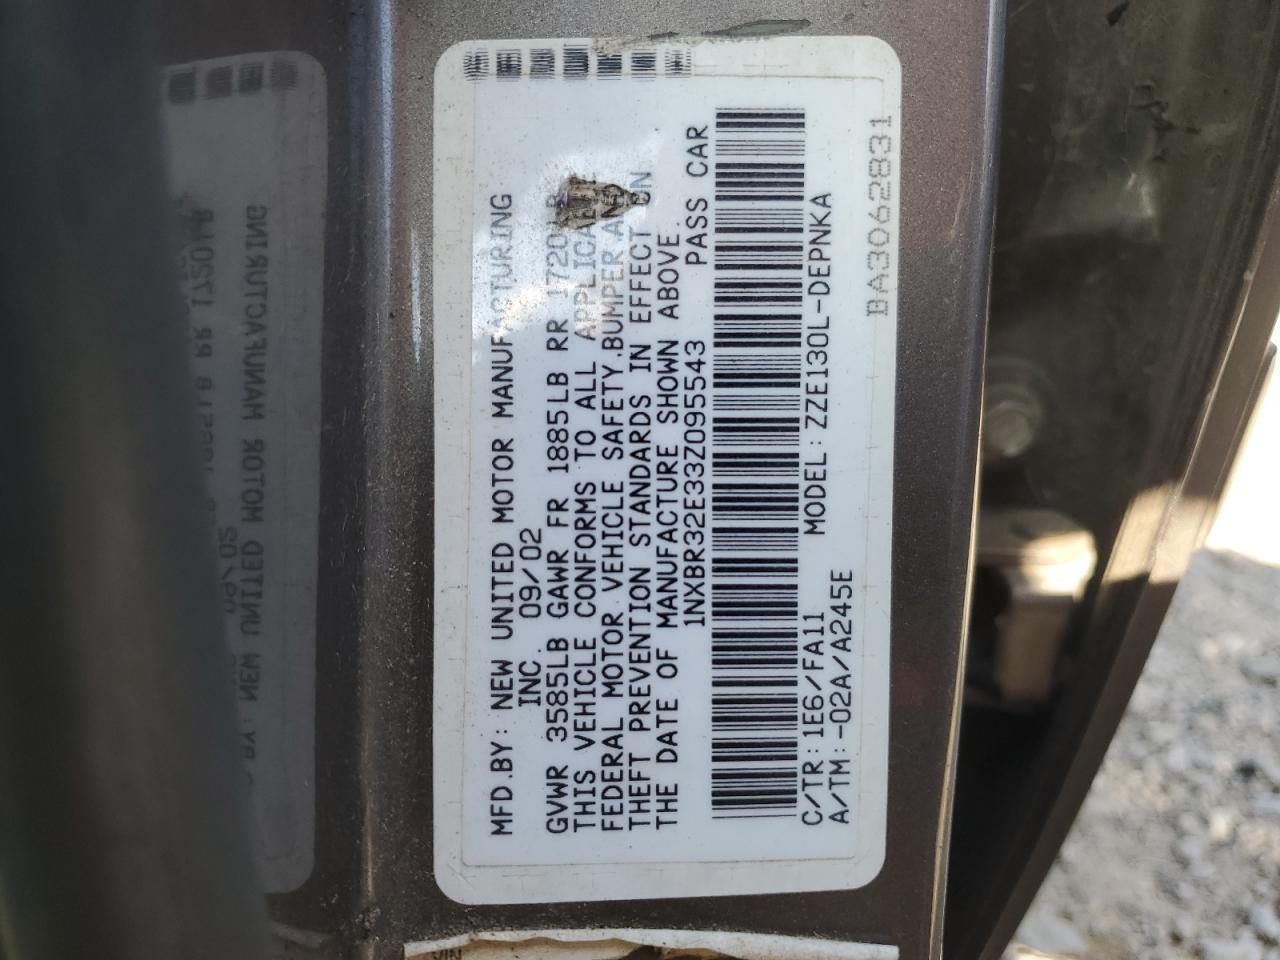 MFD.BY: NEW UNITED MOTOR MANUFACTURING
INC. 09/02
GVWR 3585LB GAWR FR 1885LB RR 1720LB
THIS VEHICLE CONFORMS TO ALL APPLICABLE
FEDERAL MOTOR VEHICLE SAFETY,BUMPER,AND
THEFT PREVENTION STANDARDS IN EFFECT ON
THE DATE OF MANUFACTURE SHOWN ABOVE.
1NXBR32E33Z095543 PASS CAR
C/TR: 1E6/FA11 MODEL: ZZE130L-DEPNKA
A/TM: -02A/A245E
BA3062831
VIN